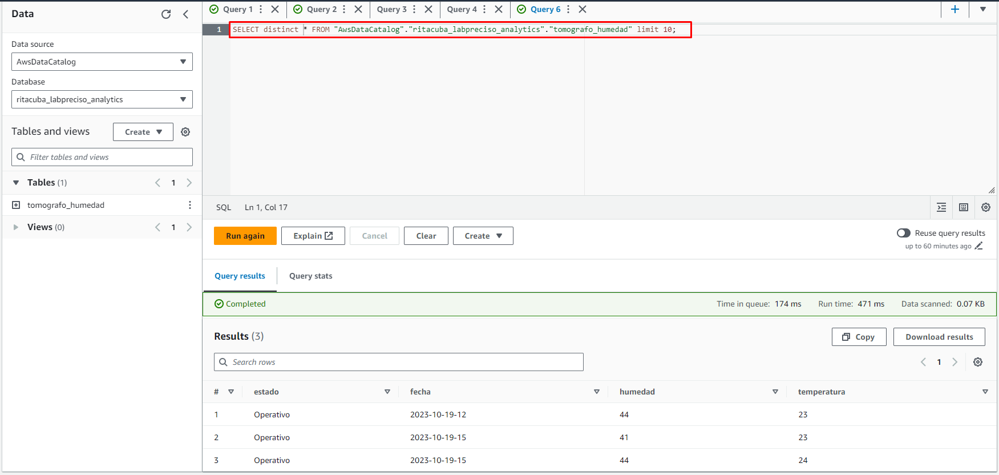 Data
Data source
AwsDataCatalog
Database
ritacuba_labpreciso_analytics
Tables and views
Create
Filter tables and views
Tables (1)
1
tomografo_humedad
Views (0)
1
Query 1
Query 2
Query 3
Query 4
Query 6
1
SELECT distinct * FROM "AwsDataCatalog"."ritacuba_labpreciso_analytics"."tomografo_humedad" limit 10;
SQL Ln 1, Col 17
Run again
Explain
Cancel
Clear
Create
Reuse query results
up to 60 minutes ago
Query results
Query stats
Completed
Time in queue: 174 ms Run time: 471 ms Data scanned: 0.07 KB
Results (3)
Copy
Download results
Search rows
1
# estado fecha humedad temperatura
1 Operativo 2023-10-19-12 44 23
2 Operativo 2023-10-19-15 41 23
3 Operativo 2023-10-19-15 44 24